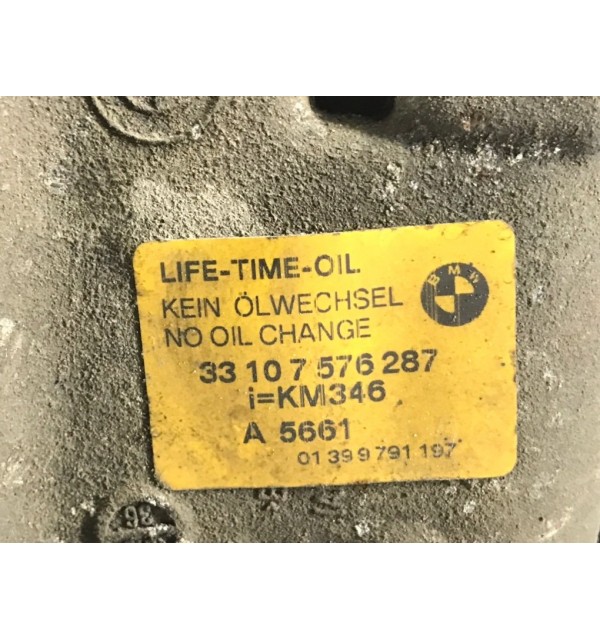 LIFE-TIME-OIL.
KEIN ÖLWECHSEL
NO OIL CHANGE
BMW
33 10 7 576 287
i=KM346
A 5661
01 39 9 791 197